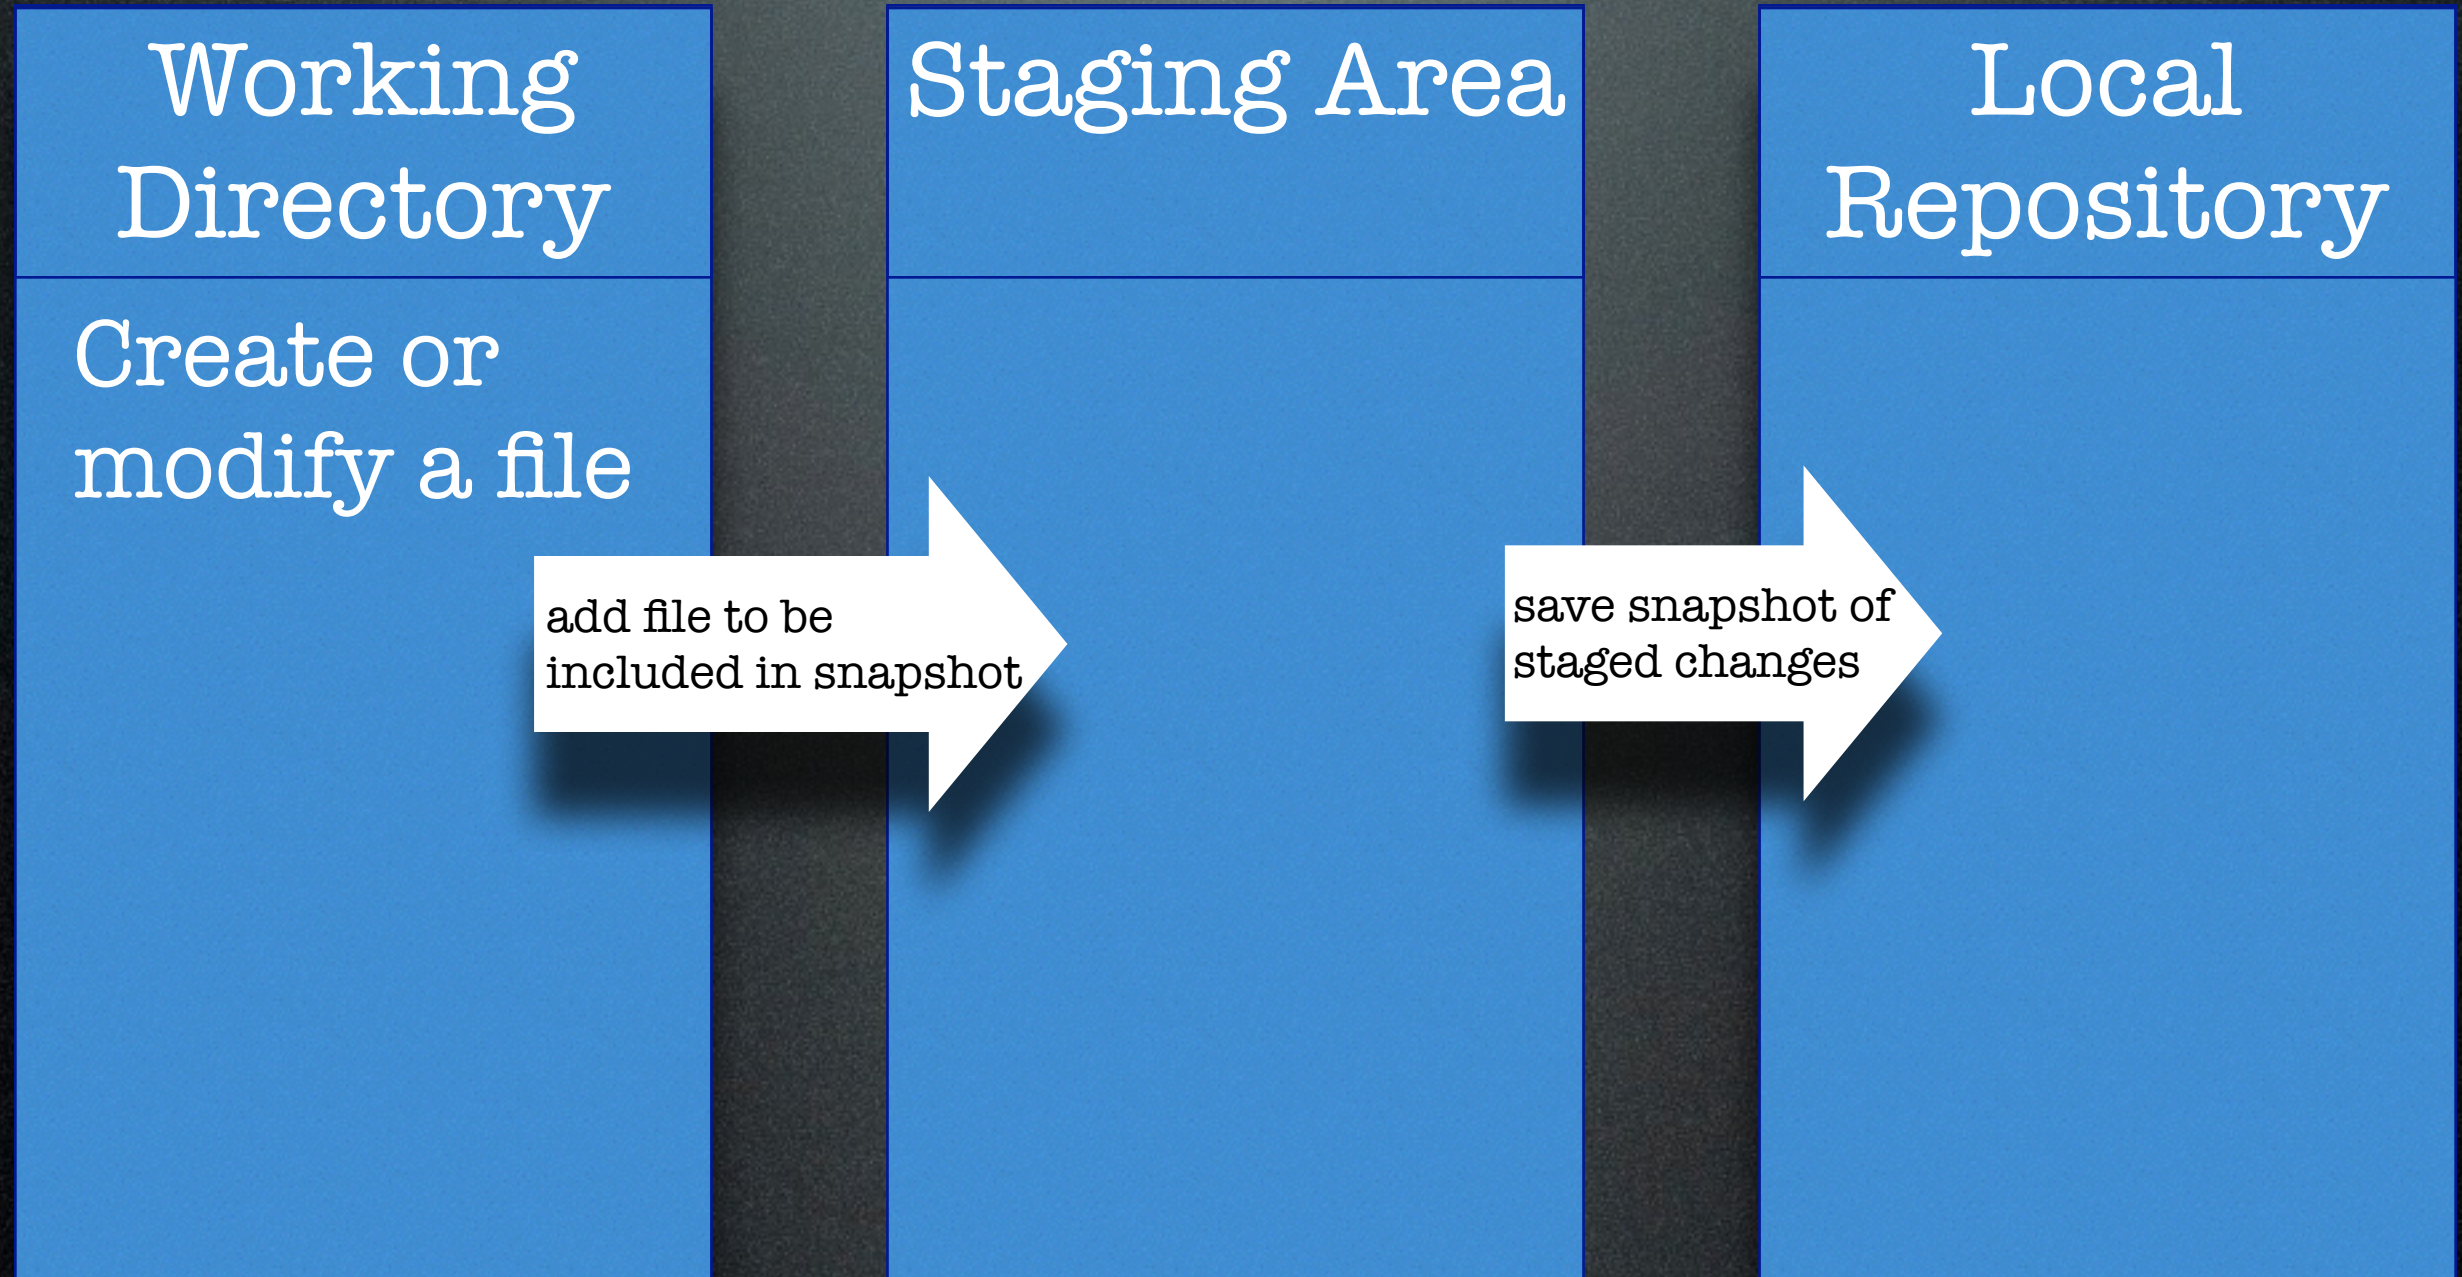 Working
Directory
Staging Area
Local
Repository
Create or
modify a file
add file to be
included in snapshot
save snapshot of
staged changes